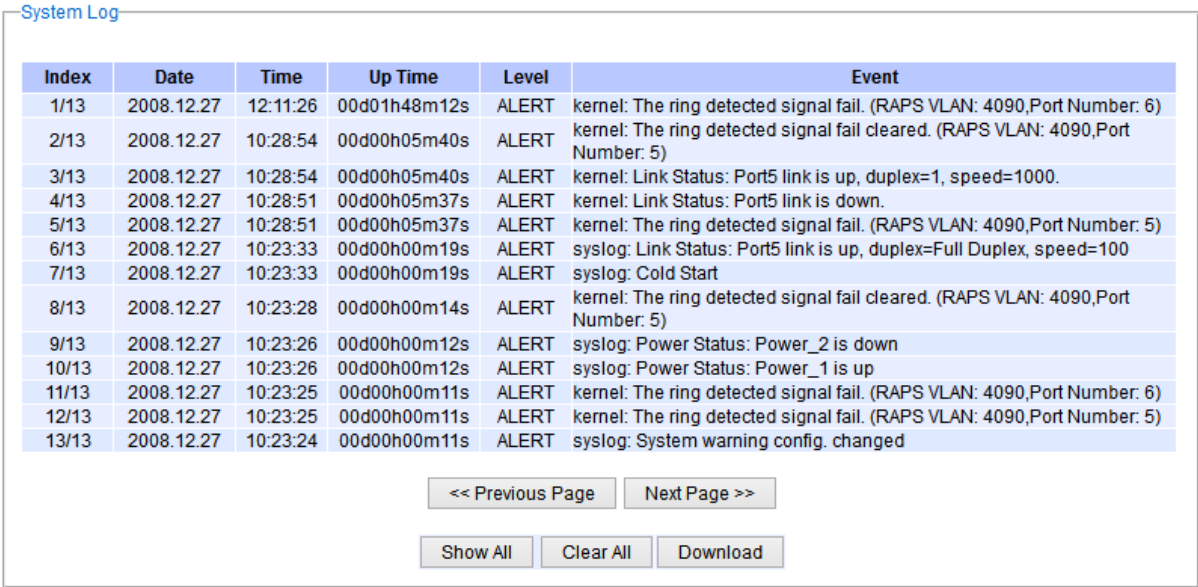 System Log
Index Date Time Up Time Level Event
1/13 2008.12.27 12:11:26 00d01h48m12s ALERT kernel: The ring detected signal fail. (RAPS VLAN: 4090,Port Number: 6)
2/13 2008.12.27 10:28:54 00d00h05m40s ALERT kernel: The ring detected signal fail cleared. (RAPS VLAN: 4090,Port
Number: 5)
3/13 2008.12.27 10:28:54 00d00h05m40s ALERT kernel: Link Status: Port5 link is up, duplex=1, speed=1000.
4/13 2008.12.27 10:28:51 00d00h05m37s ALERT kernel: Link Status: Port5 link is down.
5/13 2008.12.27 10:28:51 00d00h05m37s ALERT kernel: The ring detected signal fail. (RAPS VLAN: 4090,Port Number: 5)
6/13 2008.12.27 10:23:33 00d00h00m19s ALERT syslog: Link Status: Port5 link is up, duplex=Full Duplex, speed=100
7/13 2008.12.27 10:23:33 00d00h00m19s ALERT syslog: Cold Start
8/13 2008.12.27 10:23:28 00d00h00m14s ALERT kernel: The ring detected signal fail cleared. (RAPS VLAN: 4090,Port
Number: 5)
9/13 2008.12.27 10:23:26 00d00h00m12s ALERT syslog: Power Status: Power_2 is down
10/13 2008.12.27 10:23:26 00d00h00m12s ALERT syslog: Power Status: Power_1 is up
11/13 2008.12.27 10:23:25 00d00h00m11s ALERT kernel: The ring detected signal fail. (RAPS VLAN: 4090,Port Number: 6)
12/13 2008.12.27 10:23:25 00d00h00m11s ALERT kernel: The ring detected signal fail. (RAPS VLAN: 4090,Port Number: 5)
13/13 2008.12.27 10:23:24 00d00h00m11s ALERT syslog: System warning config. changed
<< Previous Page Next Page >>
Show All Clear All Download